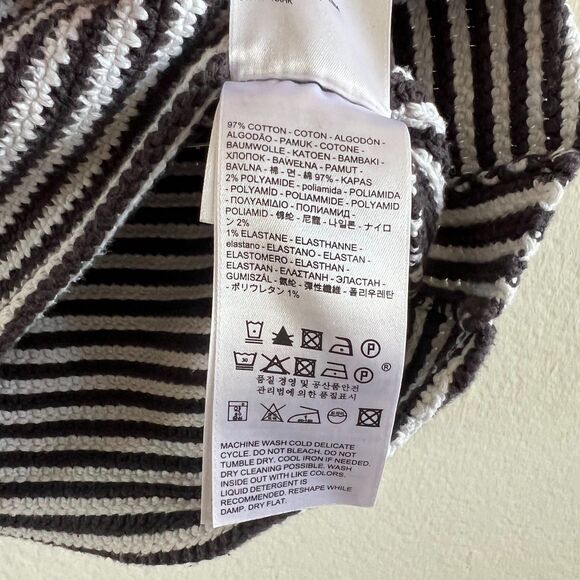 97% COTTON - COTON - ALGODÓN -
ALGODÃO - PAMUK - COTONE -
BAUMWOLLE - KATOEN - BAMBAKI -
ΧΛΟΠΟΚ - BAWEŁNA - PAMUT -
BAVLNA - 棉 - 면 - 綿 97% - KAPAS
2% POLYAMIDE - poliamida - POLIAMIDA
- POLYAMID - POLIAMMIDE - POLYAMID
- ΠΟΛΥΑΜΙΔΙΟ - ПОЛИАМИД -
POLIAMID - 锦纶 - 尼龍 - 나일론 - ナイロ
ン 2%
1% ELASTANE - ELASTHANNE -
elastano - ELASTANO - ELASTAN -
ELASTOMERO - ELASTHAN -
ELASTAAN - ΕΛΑΣΤΑΝΗ - ЭЛАСТАН -
GUMISZÁL - 氨纶 - 彈性纖維 - 폴리우레탄
- ポリウレタン 1%
P
30
P ®
품질 경영 및 공산품안전
관리법에 의한 품질표시
MACHINE WASH COLD DELICATE
CYCLE. DO NOT BLEACH. DO NOT
TUMBLE DRY. COOL IRON IF NEEDED.
DRY CLEANING POSSIBLE. WASH
INSIDE OUT WITH LIKE COLORS.
LIQUID DETERGENT IS
RECOMMENDED. RESHAPE WHILE
DAMP. DRY FLAT.